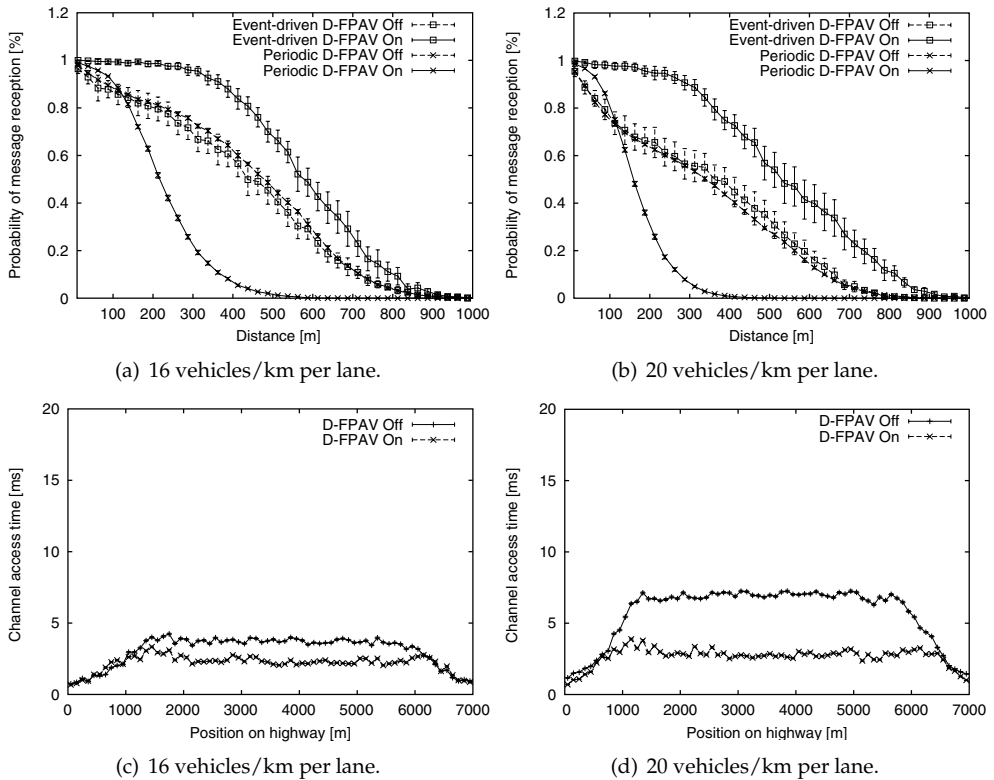 Event-driven D-FPAV Off
Event-driven D-FPAV On
Periodic D-FPAV Off
Periodic D-FPAV On
Probability of message reception [%]
1.2
1
0.8
0.6
0.4
0.2
0
100 200 300 400 500 600 700 800 900 1000
Distance [m]
(a) 16 vehicles/km per lane.
Event-driven D-FPAV Off
Event-driven D-FPAV On
Periodic D-FPAV Off
Periodic D-FPAV On
Probability of message reception [%]
1.2
1
0.8
0.6
0.4
0.2
0
100 200 300 400 500 600 700 800 900 1000
Distance [m]
(b) 20 vehicles/km per lane.
D-FPAV Off
D-FPAV On
Channel access time [ms]
20
15
10
5
0
0 1000 2000 3000 4000 5000 6000 7000
Position on highway [m]
(c) 16 vehicles/km per lane.
D-FPAV Off
D-FPAV On
Channel access time [ms]
20
15
10
5
0
0 1000 2000 3000 4000 5000 6000 7000
Position on highway [m]
(d) 20 vehicles/km per lane.